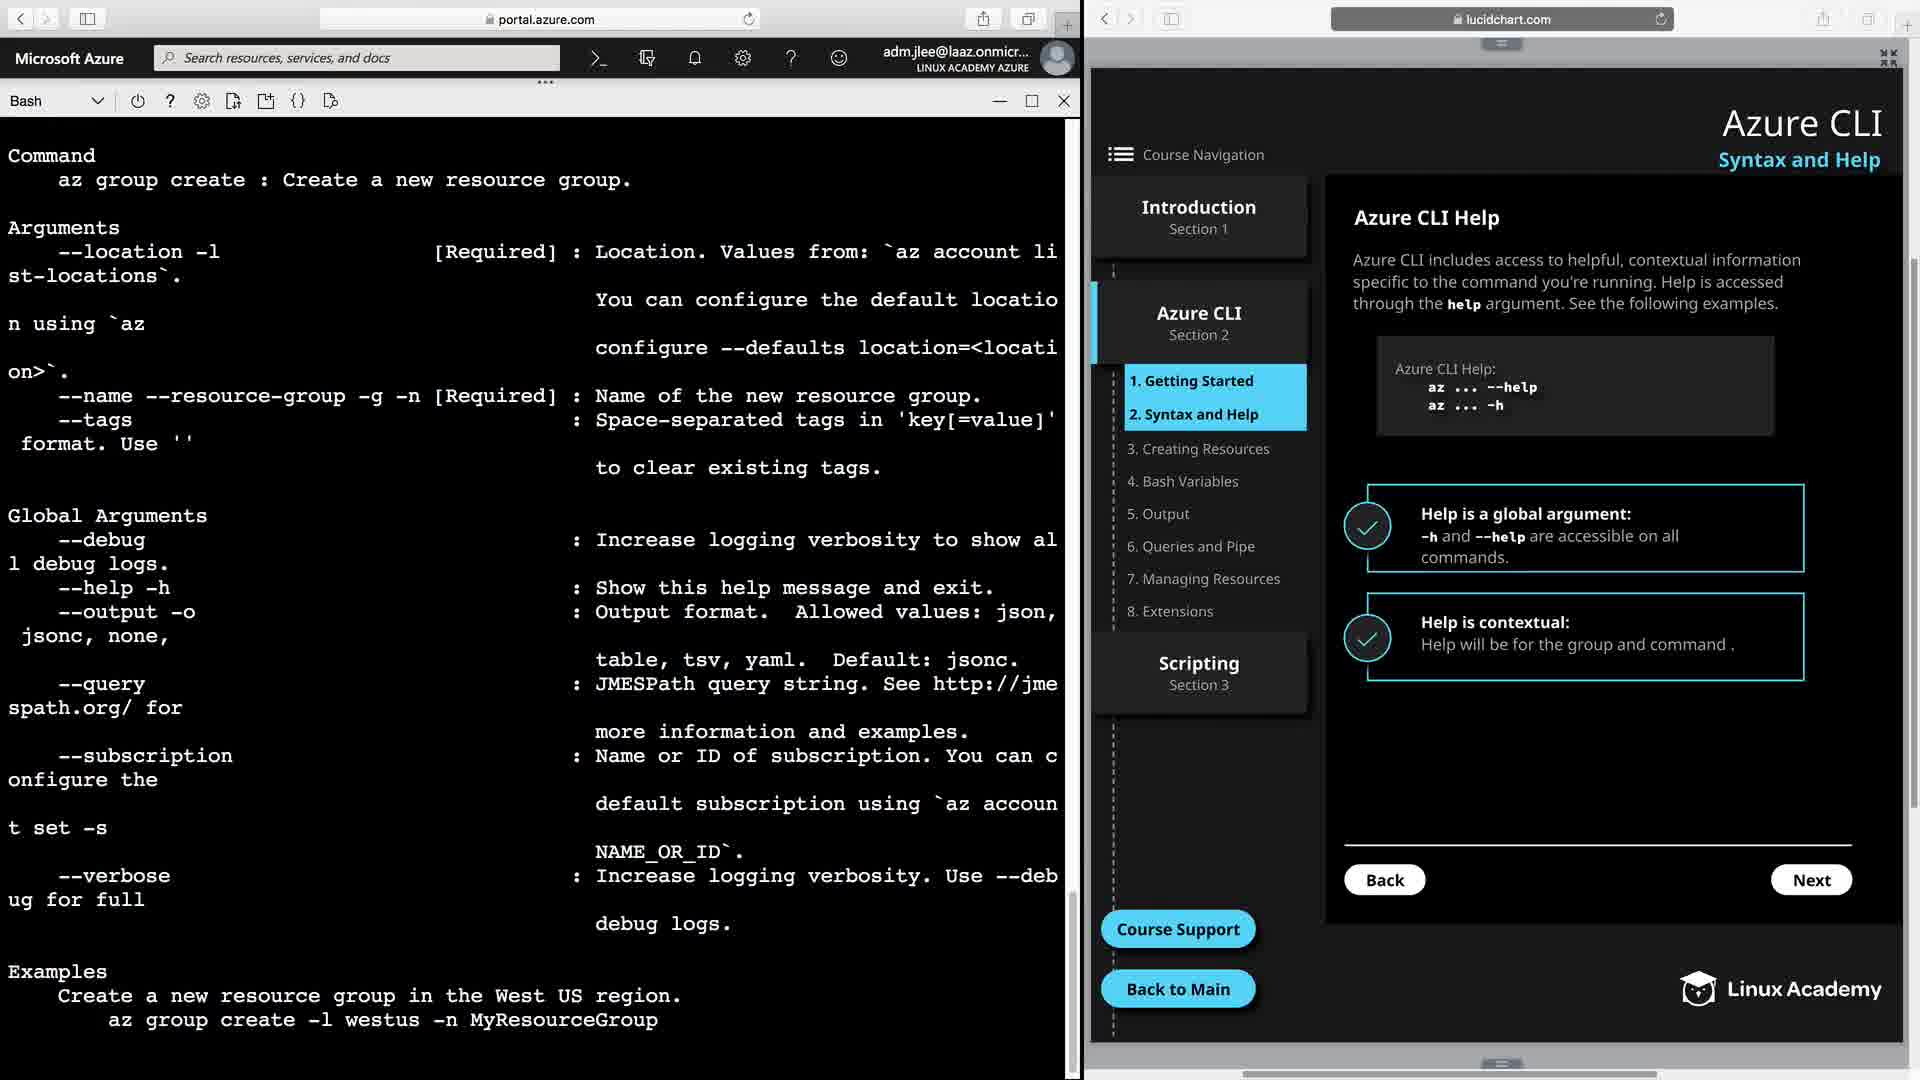 portal.azure.com
Microsoft Azure
Search resources, services, and docs
adm.jlee@laaz.onmicr...
LINUX ACADEMY AZURE
Bash
Command
az group create : Create a new resource group.
Arguments
--location -l [Required] : Location. Values from: `az account li
st-locations`.
You can configure the default locatio
n using `az
configure --defaults location=<locati
on>`.
--name --resource-group -g -n [Required] : Name of the new resource group.
--tags : Space-separated tags in 'key[=value]'
format. Use ''
to clear existing tags.
Global Arguments
--debug : Increase logging verbosity to show al
l debug logs.
--help -h : Show this help message and exit.
--output -o : Output format. Allowed values: json,
jsonc, none,
table, tsv, yaml. Default: jsonc.
--query : JMESPath query string. See http://jme
spath.org/ for
more information and examples.
--subscription : Name or ID of subscription. You can c
onfigure the
default subscription using `az accoun
t set -s
NAME_OR_ID`.
--verbose : Increase logging verbosity. Use --deb
ug for full
debug logs.
Examples
Create a new resource group in the West US region.
az group create -l westus -n MyResourceGroup
lucidchart.com
Azure CLI
Syntax and Help
Course Navigation
Introduction
Section 1
Azure CLI
Section 2
1. Getting Started
2. Syntax and Help
3. Creating Resources
4. Bash Variables
5. Output
6. Queries and Pipe
7. Managing Resources
8. Extensions
Scripting
Section 3
Course Support
Back to Main
Azure CLI Help
Azure CLI includes access to helpful, contextual information
specific to the command you're running. Help is accessed
through the help argument. See the following examples.
Azure CLI Help:
az ... --help
az ... -h
Help is a global argument:
-h and --help are accessible on all
commands.
Help is contextual:
Help will be for the group and command .
Back
Next
Linux Academy